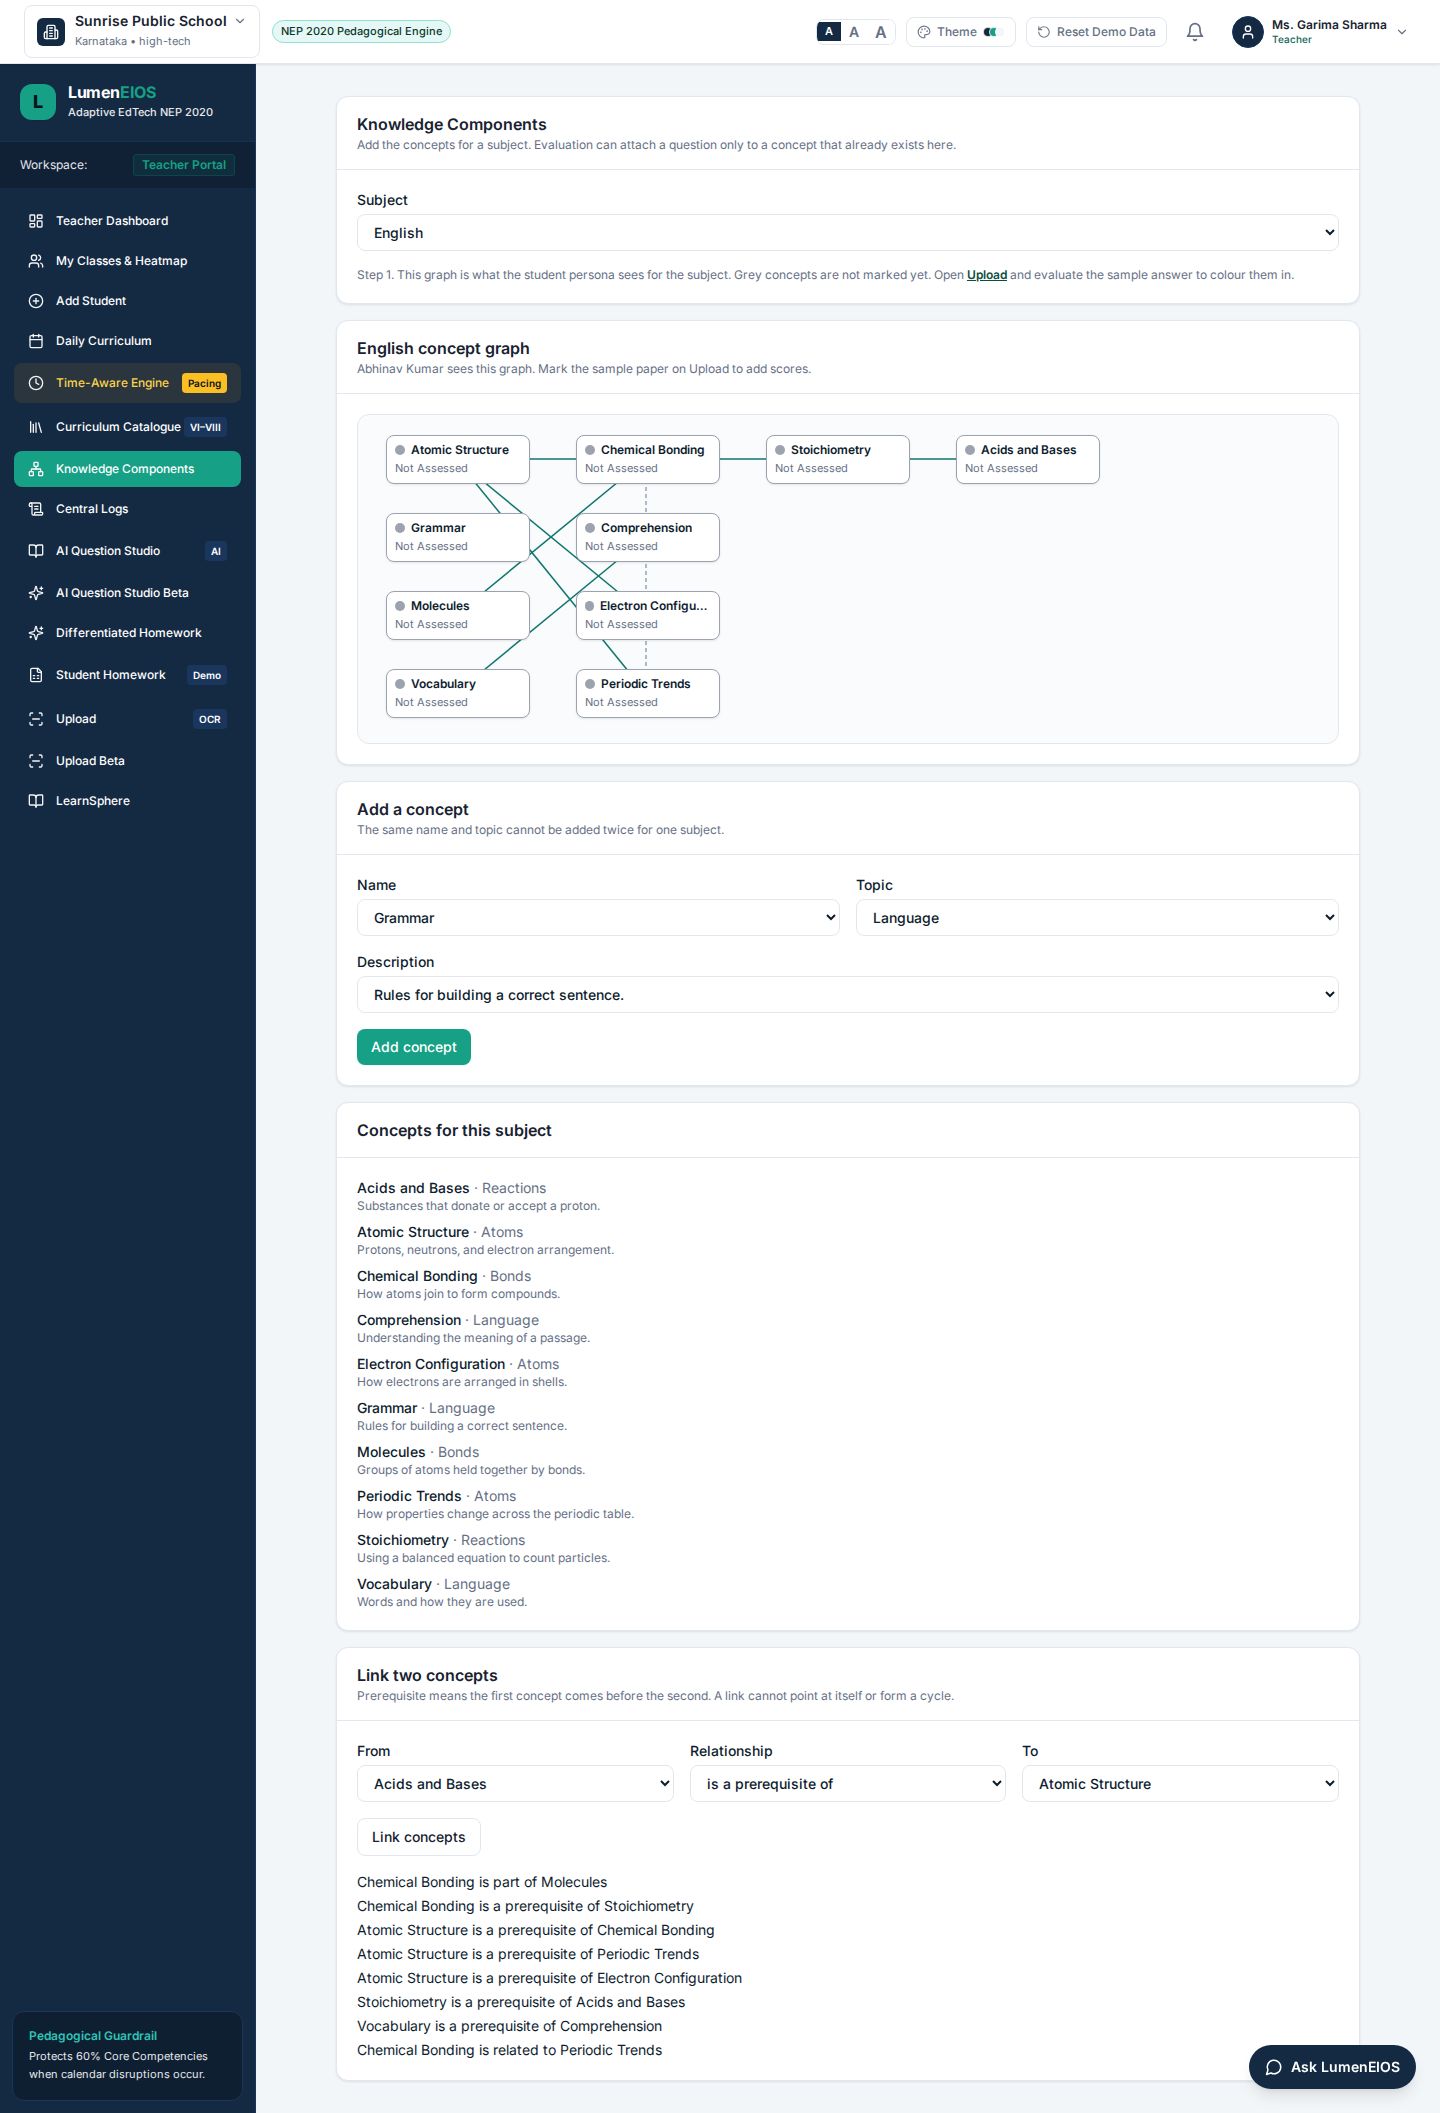 Sunrise Public School
Karnataka • high-tech
NEP 2020 Pedagogical Engine
A A A
Theme
Reset Demo Data
Ms. Garima Sharma
Teacher
L
LumenEIOS
Adaptive EdTech NEP 2020
Workspace:
Teacher Portal
Teacher Dashboard
My Classes & Heatmap
Add Student
Daily Curriculum
Time-Aware Engine Pacing
Curriculum Catalogue VI–VIII
Knowledge Components
Central Logs
AI Question Studio AI
AI Question Studio Beta
Differentiated Homework
Student Homework Demo
Upload OCR
Upload Beta
LearnSphere
Pedagogical Guardrail
Protects 60% Core Competencies
when calendar disruptions occur.
Knowledge Components
Add the concepts for a subject. Evaluation can attach a question only to a concept that already exists here.
Subject
English
Step 1. This graph is what the student persona sees for the subject. Grey concepts are not marked yet. Open Upload and evaluate the sample answer to colour them in.
English concept graph
Abhinav Kumar sees this graph. Mark the sample paper on Upload to add scores.
Atomic Structure
Not Assessed
Chemical Bonding
Not Assessed
Stoichiometry
Not Assessed
Acids and Bases
Not Assessed
Grammar
Not Assessed
Comprehension
Not Assessed
Molecules
Not Assessed
Electron Configu...
Not Assessed
Vocabulary
Not Assessed
Periodic Trends
Not Assessed
Add a concept
The same name and topic cannot be added twice for one subject.
Name
Grammar
Topic
Language
Description
Rules for building a correct sentence.
Add concept
Concepts for this subject
Acids and Bases · Reactions
Substances that donate or accept a proton.
Atomic Structure · Atoms
Protons, neutrons, and electron arrangement.
Chemical Bonding · Bonds
How atoms join to form compounds.
Comprehension · Language
Understanding the meaning of a passage.
Electron Configuration · Atoms
How electrons are arranged in shells.
Grammar · Language
Rules for building a correct sentence.
Molecules · Bonds
Groups of atoms held together by bonds.
Periodic Trends · Atoms
How properties change across the periodic table.
Stoichiometry · Reactions
Using a balanced equation to count particles.
Vocabulary · Language
Words and how they are used.
Link two concepts
Prerequisite means the first concept comes before the second. A link cannot point at itself or form a cycle.
From
Acids and Bases
Relationship
is a prerequisite of
To
Atomic Structure
Link concepts
Chemical Bonding is part of Molecules
Chemical Bonding is a prerequisite of Stoichiometry
Atomic Structure is a prerequisite of Chemical Bonding
Atomic Structure is a prerequisite of Periodic Trends
Atomic Structure is a prerequisite of Electron Configuration
Stoichiometry is a prerequisite of Acids and Bases
Vocabulary is a prerequisite of Comprehension
Chemical Bonding is related to Periodic Trends
Ask LumenEIOS